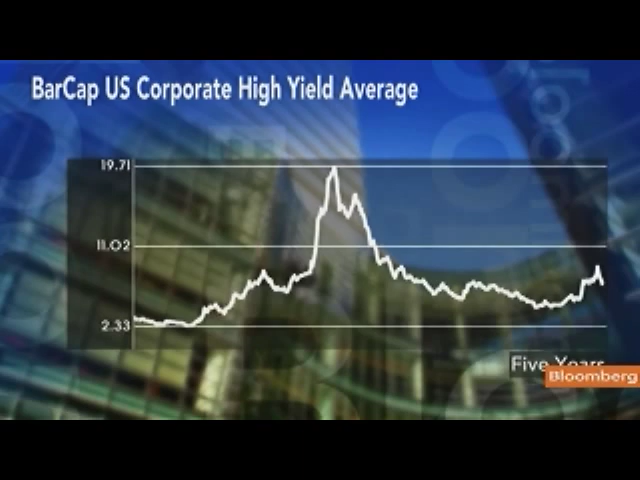 BarCap US Corporate High Yield Average
19.71
11.02
2.33
Five Years
Bloomberg